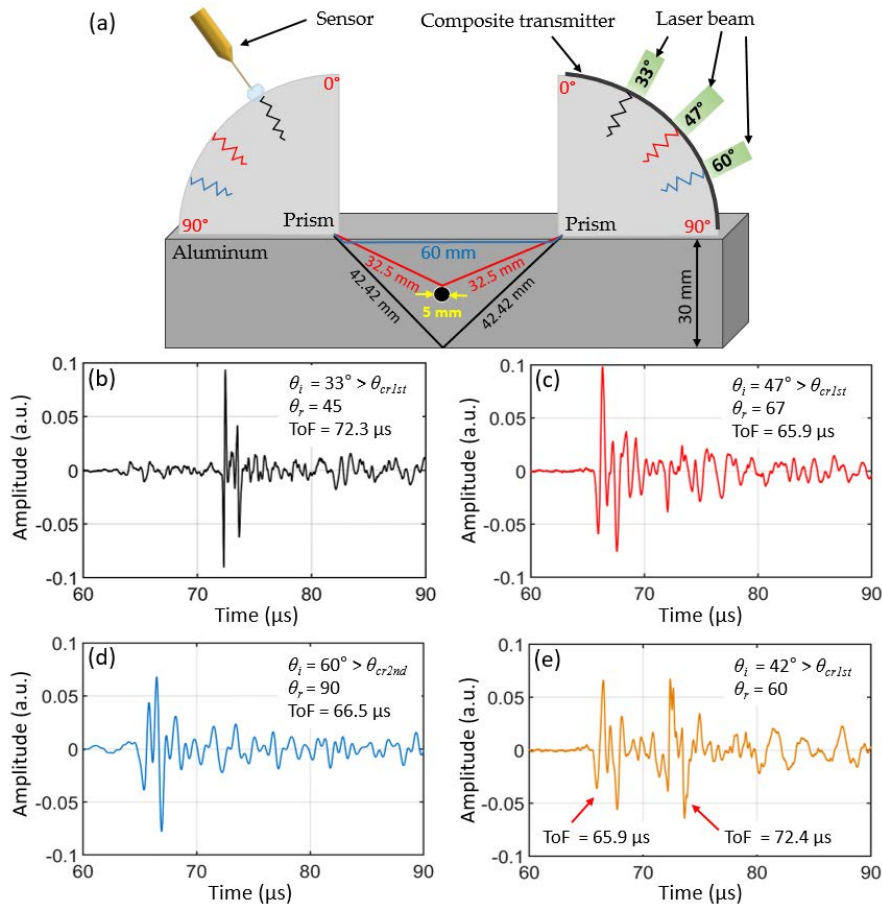 (a)
Sensor
Composite transmitter
Laser beam
0°
90°
Prism
0°
33°
47°
60°
90°
Prism
Aluminum
60 mm
32.5 mm
32.5 mm
42.42 mm
42.42 mm
5 mm
30 mm
(b)
θi = 33° > θcr1st
θr = 45
ToF = 72.3 µs
Amplitude (a.u.)
0.1
0.05
0
-0.05
-0.1
60
70
80
90
Time (µs)
(c)
θi = 47° > θcr1st
θr = 67
ToF = 65.9 µs
Amplitude (a.u.)
0.1
0.05
0
-0.05
-0.1
60
70
80
90
Time (µs)
(d)
θi = 60° > θcr2nd
θr = 90
ToF = 66.5 µs
Amplitude (a.u.)
0.1
0.05
0
-0.05
-0.1
60
70
80
90
Time (µs)
(e)
θi = 42° > θcr1st
θr = 60
ToF = 65.9 µs
ToF = 72.4 µs
Amplitude (a.u.)
0.1
0.05
0
-0.05
-0.1
60
70
80
90
Time (µs)